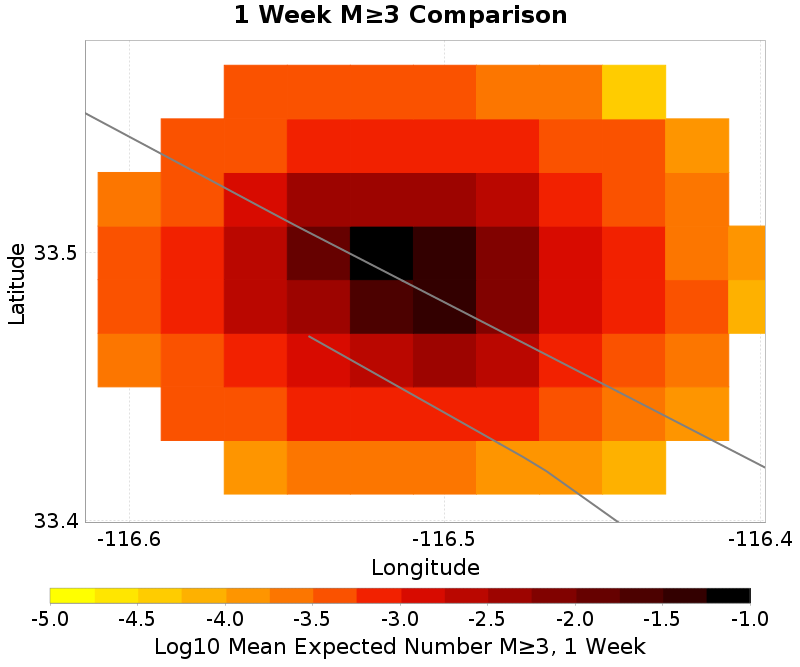 1 Week M≥3 Comparison
Latitude
33.5
33.4
-116.6 -116.5 -116.4
Longitude
-5.0 -4.5 -4.0 -3.5 -3.0 -2.5 -2.0 -1.5 -1.0
Log10 Mean Expected Number M≥3, 1 Week